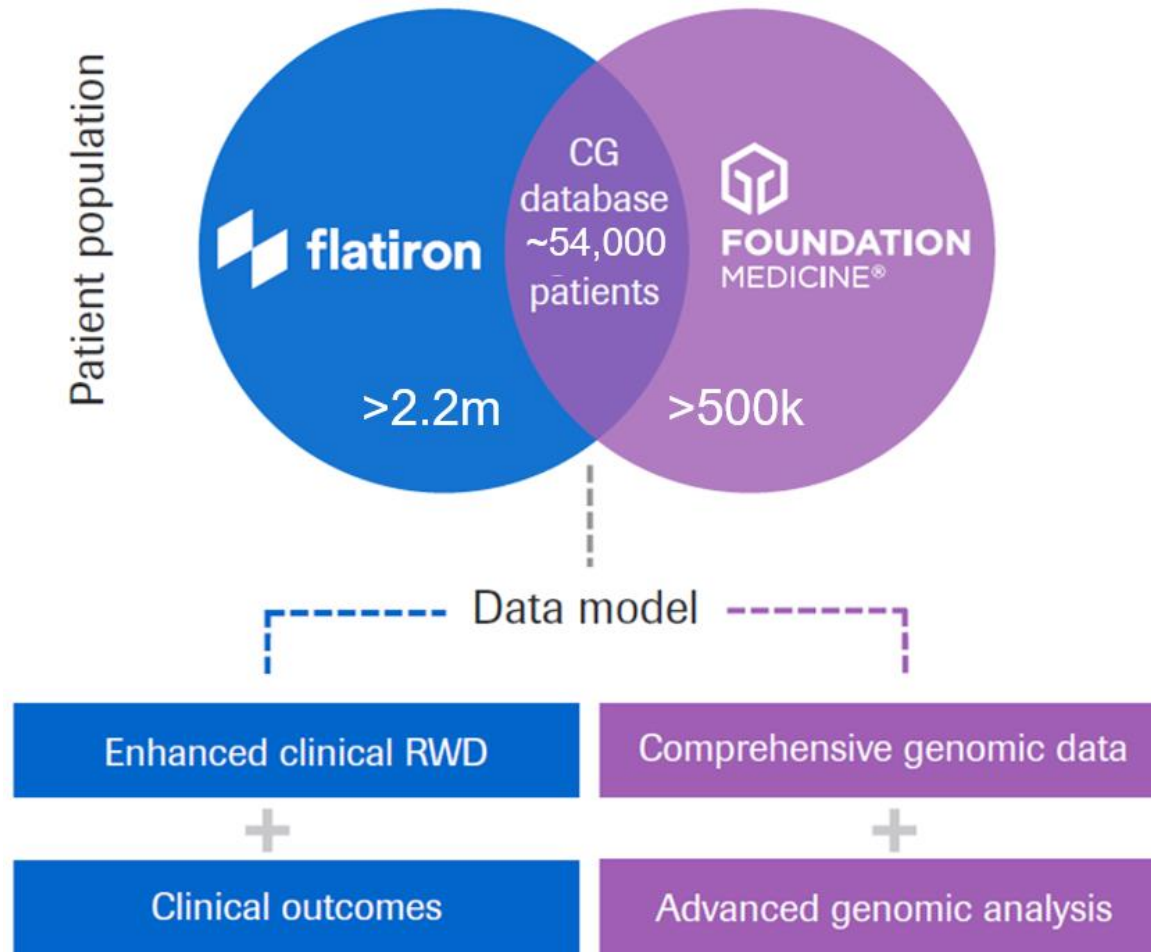 Patient population
flatiron
CG
database
~54,000
patients
FOUNDATION
MEDICINE®
>2.2m
>500k
Data model
Enhanced clinical RWD
Comprehensive genomic data
+
+
Clinical outcomes
Advanced genomic analysis